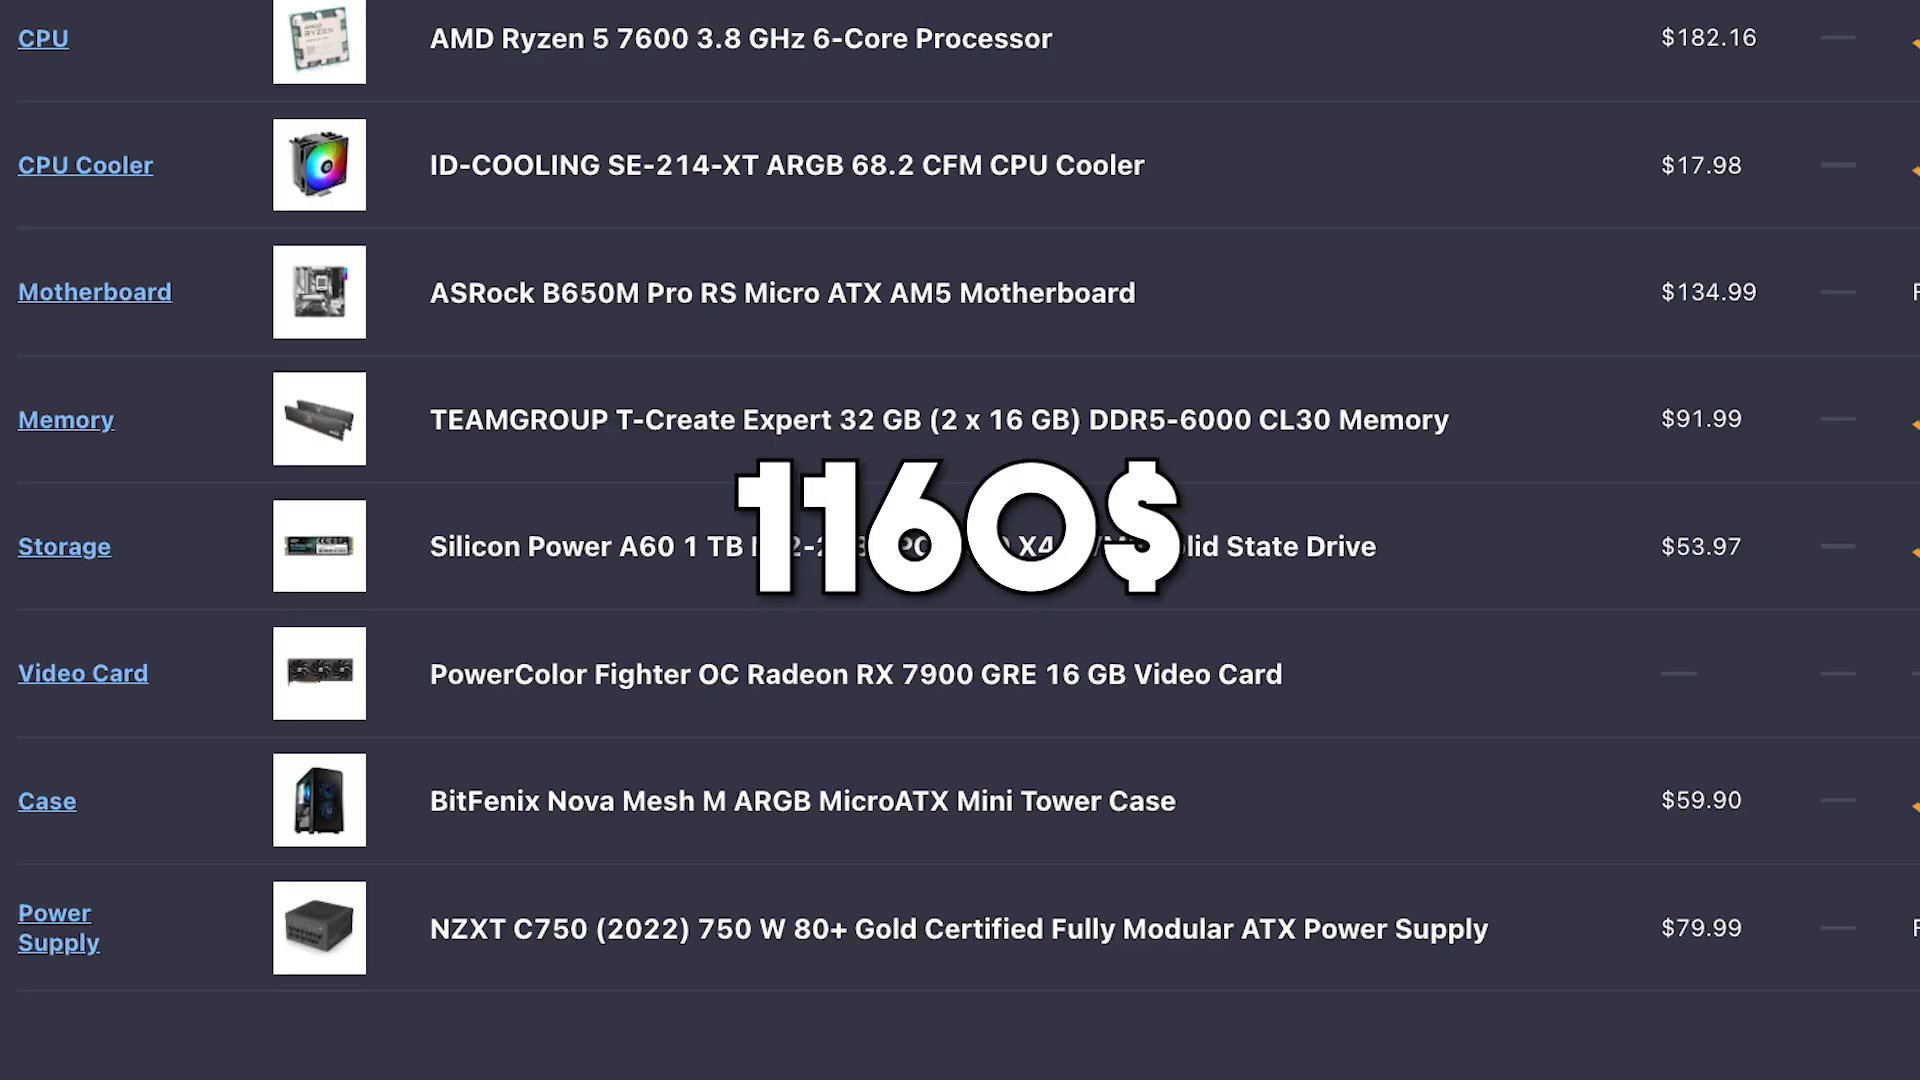 CPU AMD Ryzen 5 7600 3.8 GHz 6-Core Processor $182.16
CPU Cooler ID-COOLING SE-214-XT ARGB 68.2 CFM CPU Cooler $17.98
Motherboard ASRock B650M Pro RS Micro ATX AM5 Motherboard $134.99
Memory TEAMGROUP T-Create Expert 32 GB (2 x 16 GB) DDR5-6000 CL30 Memory $91.99
1160$
Storage Silicon Power A60 1 TB State Drive $53.97
Video Card PowerColor Fighter OC Radeon RX 7900 GRE 16 GB Video Card
Case BitFenix Nova Mesh M ARGB MicroATX Mini Tower Case $59.90
Power Supply NZXT C750 (2022) 750 W 80+ Gold Certified Fully Modular ATX Power Supply $79.99